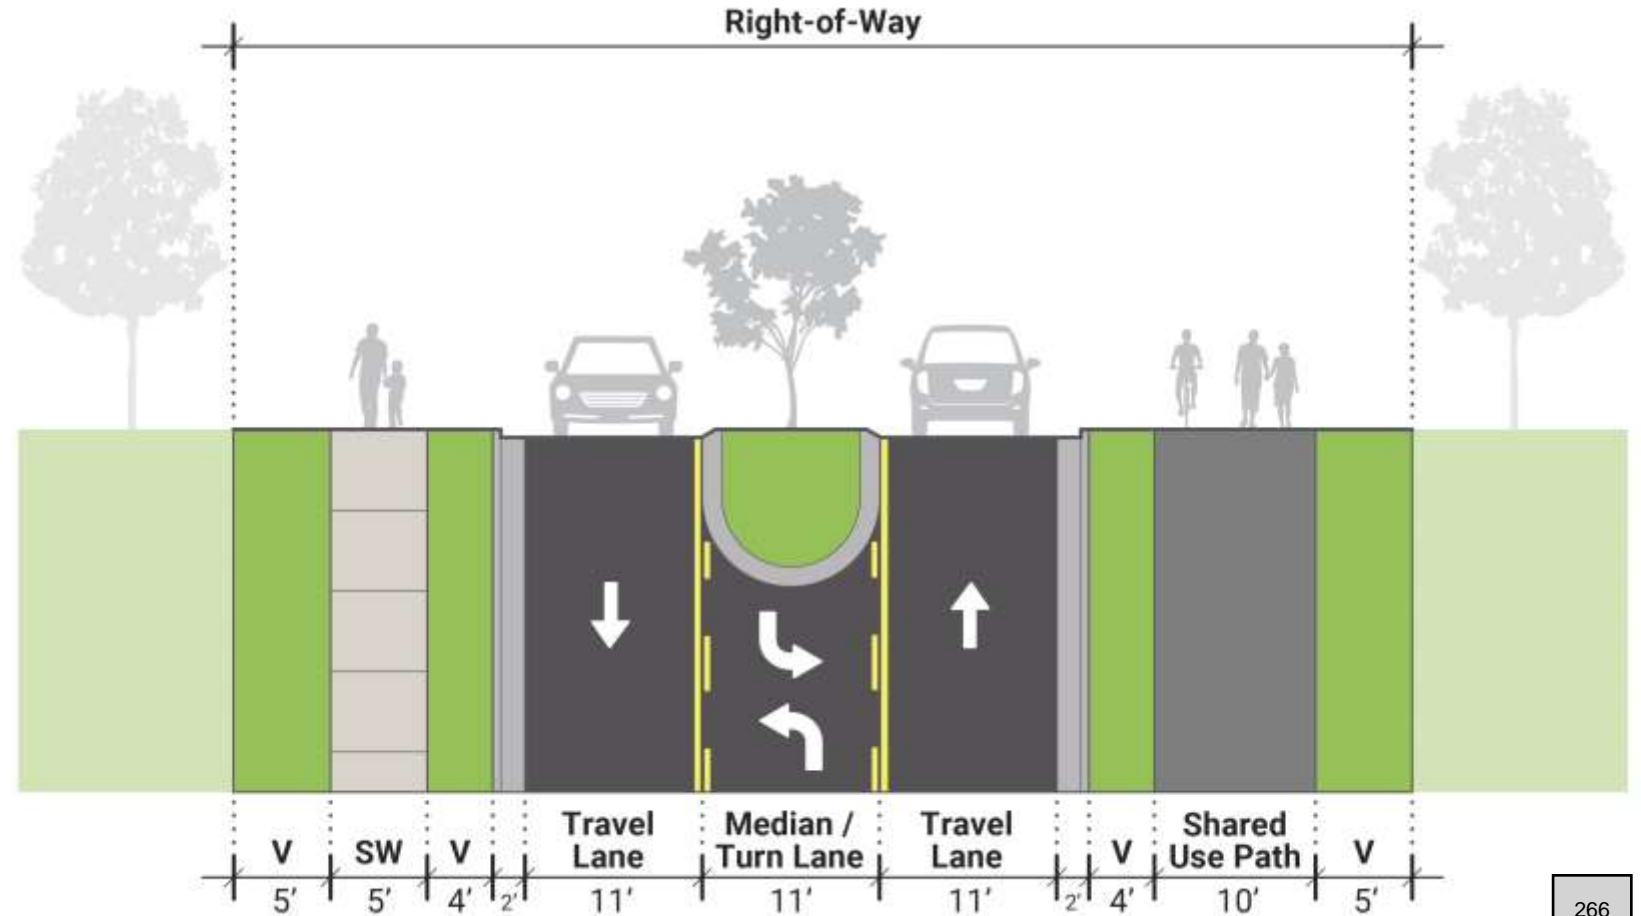 Right-of-Way
V
SW
V
Travel
Lane
Median /
Turn Lane
Travel
Lane
V
Shared
Use Path
V
5' 5' 4' 2' 11' 11' 11' 2' 4' 10' 5'
266